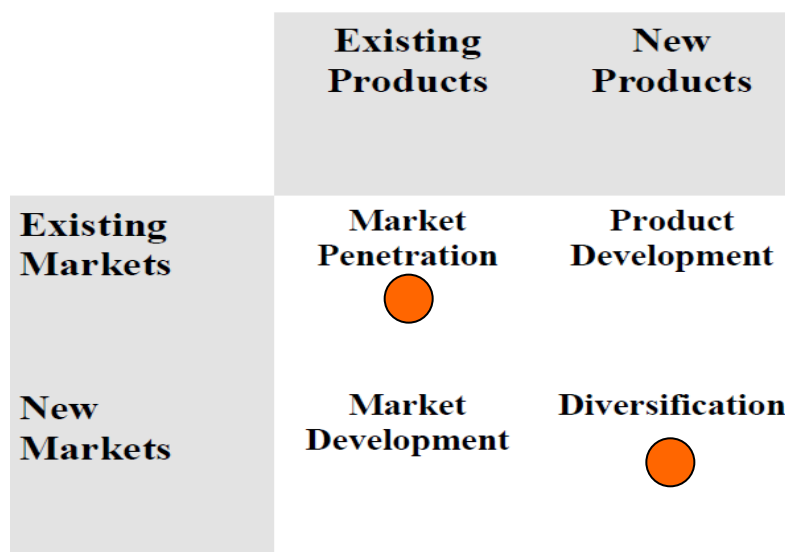 Existing
Products
New
Products
Existing
Markets
Market
Penetration
Product
Development
New
Markets
Market
Development
Diversification